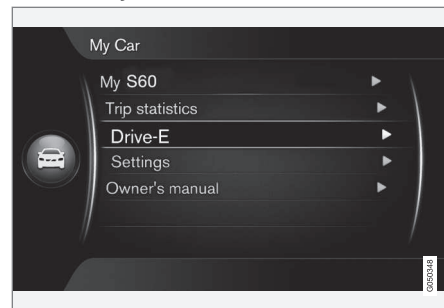 My Car
My S60
Trip statistics
Drive-E
Settings
Owner's manual
G050348